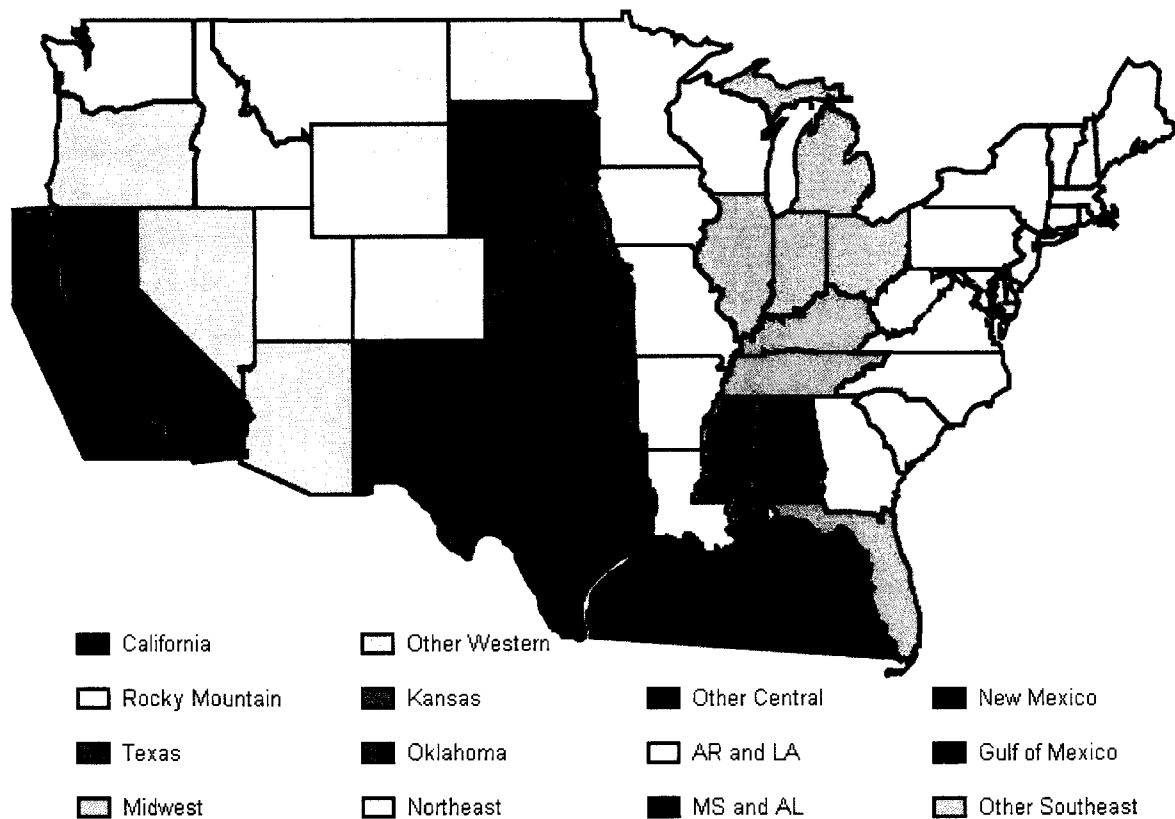 California Other Western
Rocky Mountain Kansas Other Central New Mexico
Texas Oklahoma AR and LA Gulf of Mexico
Midwest Northeast MS and AL Other Southeast